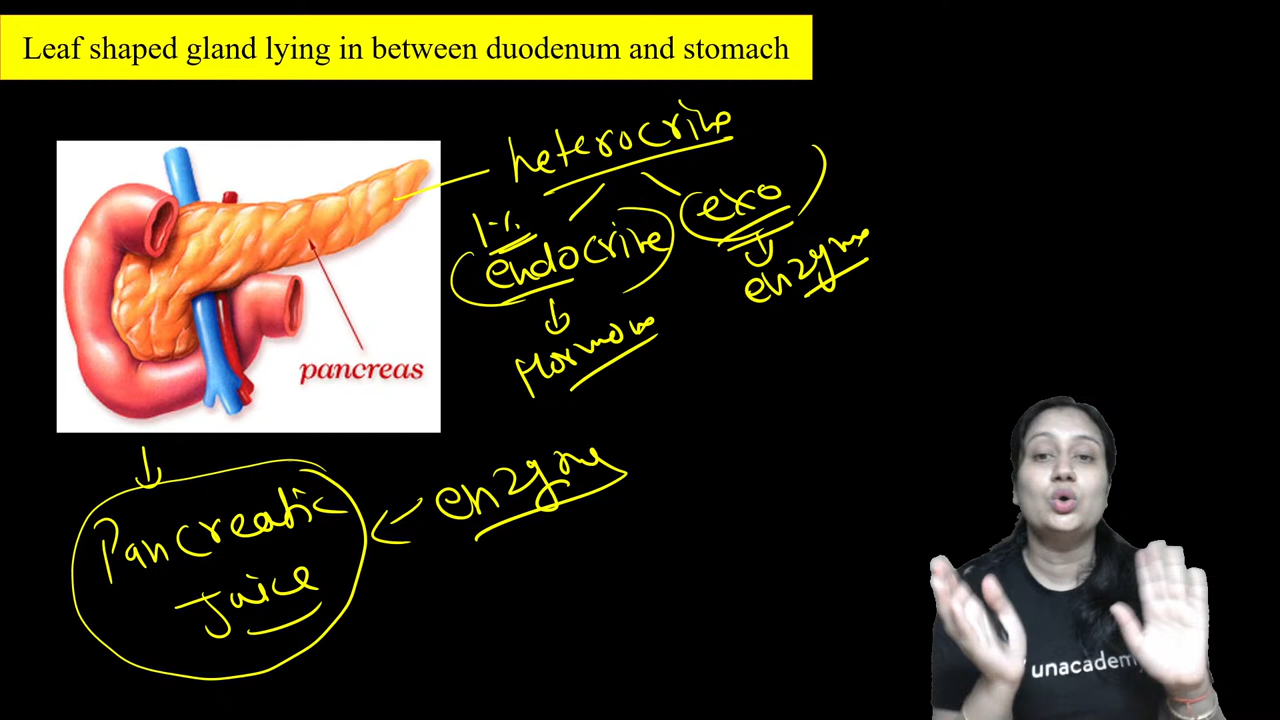 Leaf shaped gland lying in between duodenum and stomach
heterocrine
1%
endocrine
exo
enzyme
Hormone
pancreas
Pancreatic
Juice
enzyme
unacademy